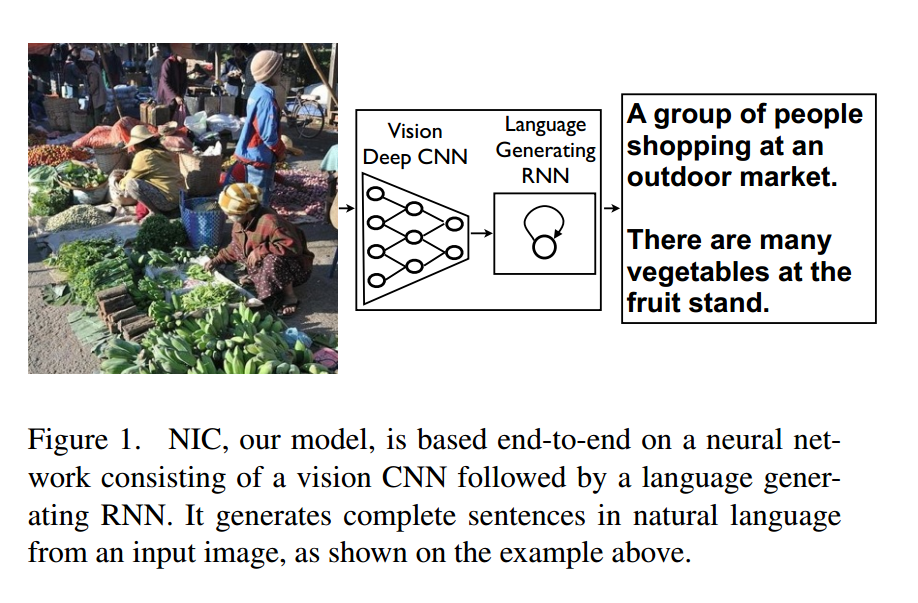 Vision
Deep CNN
Language
Generating
RNN
A group of people
shopping at an
outdoor market.
There are many
vegetables at the
fruit stand.
Figure 1. NIC, our model, is based end-to-end on a neural net-
work consisting of a vision CNN followed by a language gener-
ating RNN. It generates complete sentences in natural language
from an input image, as shown on the example above.